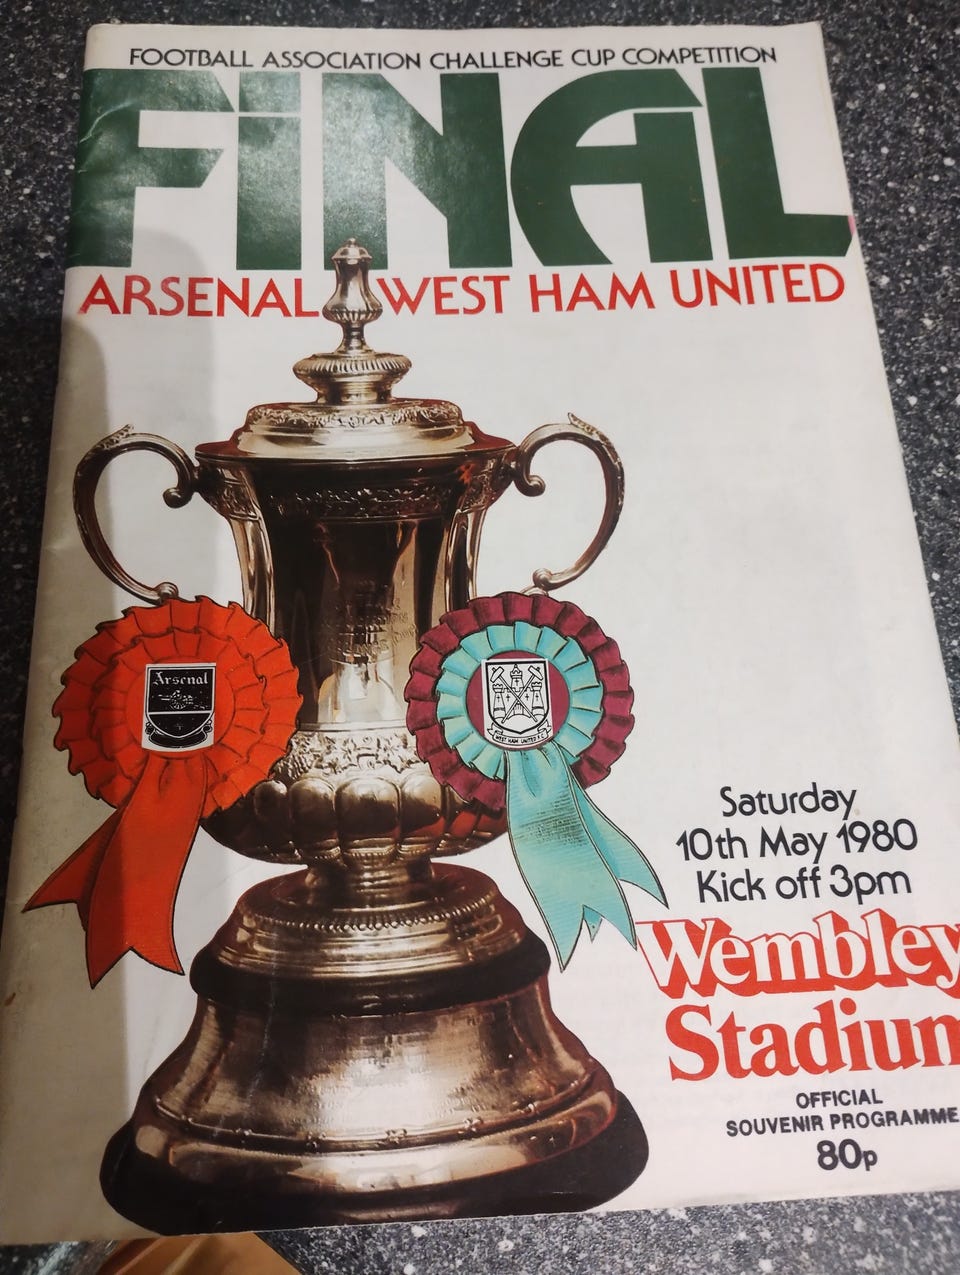 FOOTBALL ASSOCIATION CHALLENGE CUP COMPETITION
FINAL
ARSENAL WEST HAM UNITED
Arsenal
WEST HAM UNITED F.C.
Saturday
10th May 1980
Kick off 3pm
Wembley
Stadium
OFFICIAL
SOUVENIR PROGRAMME
80p